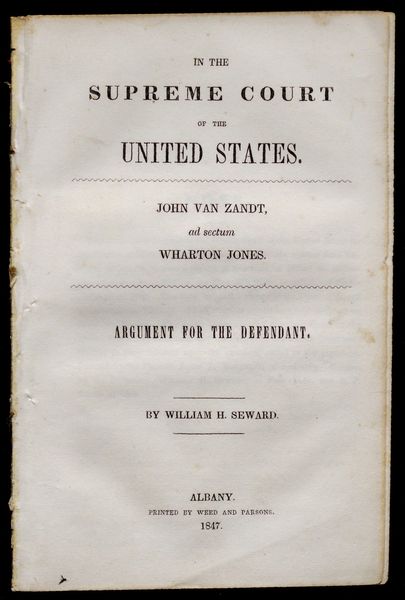 IN THE
SUPREME COURT
OF THE
UNITED STATES.
JOHN VAN ZANDT,
ad sectum
WHARTON JONES.
ARGUMENT FOR THE DEFENDANT.
BY WILLIAM H. SEWARD.
ALBANY.
PRINTED BY WEED AND PARSONS.
1847.